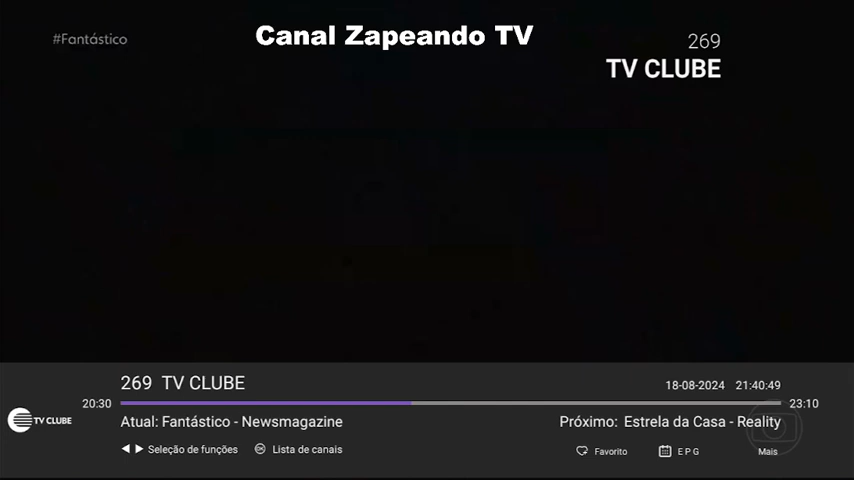 #Fantástico
Canal Zapeando TV
269
TV CLUBE
269 TV CLUBE
18-08-2024 21:40:49
20:30
23:10
TV CLUBE
Atual: Fantástico - Newsmagazine
Próximo: Estrela da Casa - Reality
Seleção de funções
OK
Lista de canais
Favorito
E P G
Mais